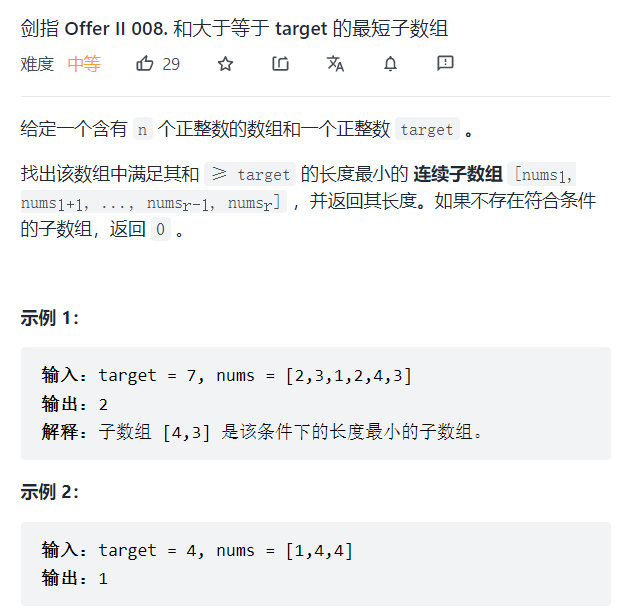 剑指 Offer II 008. 和大于等于 target 的最短子数组
难度 中等 29
给定一个含有 n 个正整数的数组和一个正整数 target 。
找出该数组中满足其和 ≥ target 的长度最小的 连续子数组 [numsl,
numsl+1, ..., numsr-1, numsr] ，并返回其长度。如果不存在符合条件
的子数组，返回 0 。
示例 1：
输入：target = 7, nums = [2,3,1,2,4,3]
输出：2
解释：子数组 [4,3] 是该条件下的长度最小的子数组。
示例 2：
输入：target = 4, nums = [1,4,4]
输出：1